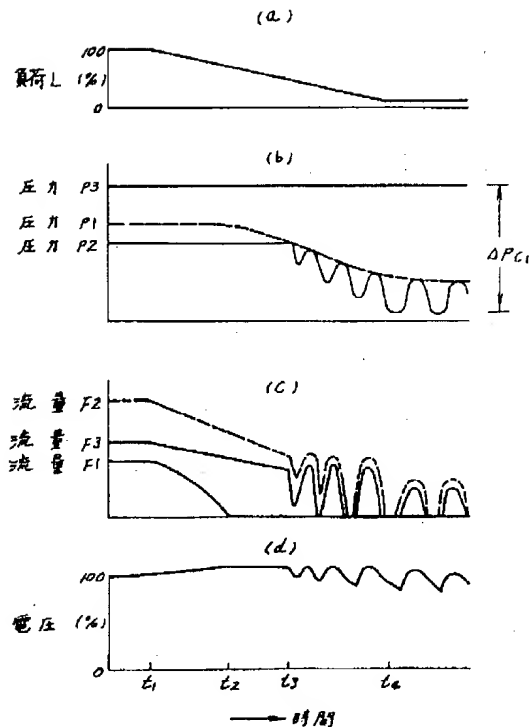 (a)
100
負荷L (%)
0
(b)
圧力 P3
圧力 P1
圧力 P2
ΔPC1
(c)
流量 F2
流量 F3
流量 F1
(d)
100
電圧 (%)
0
t1 t2 t3 t4
時間